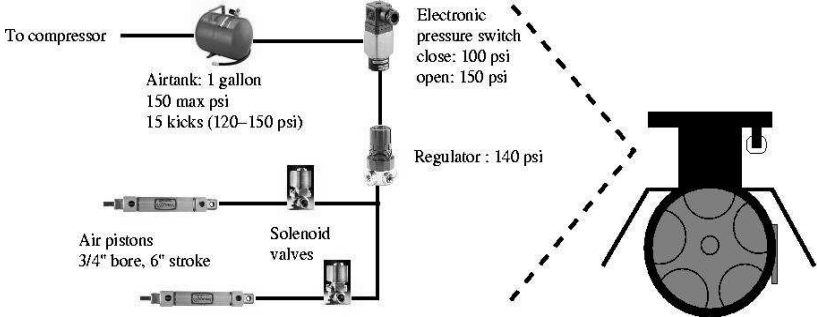 To compressor
Airtank: 1 gallon
150 max psi
15 kicks (120–150 psi)
Electronic
pressure switch
close: 100 psi
open: 150 psi
Regulator : 140 psi
Air pistons
3/4" bore, 6" stroke
Solenoid
valves